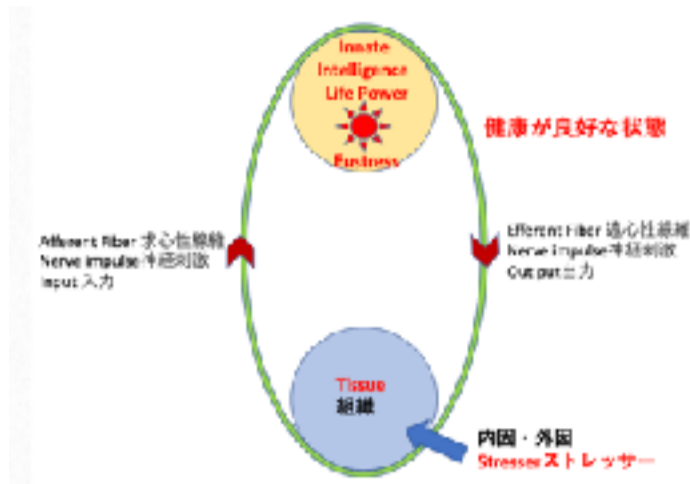 Innate
Intelligence
Life Power
Eustress
健康が良好な状態
Afferent Fiber 求心性線維
Nerve impulse神経刺激
Input 入力
Efferent Fiber 遠心性線維
Nerve impulse神経刺激
Output出力
Tissue
組織
内因・外因
Stresserストレッサー